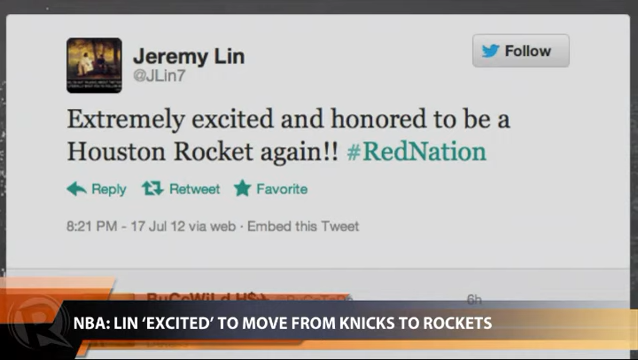 Jeremy Lin
@JLin7
Follow
Extremely excited and honored to be a
Houston Rocket again!! #RedNation
Reply Retweet Favorite
8:21 PM - 17 Jul 12 via web · Embed this Tweet
6h
NBA: LIN ‘EXCITED’ TO MOVE FROM KNICKS TO ROCKETS